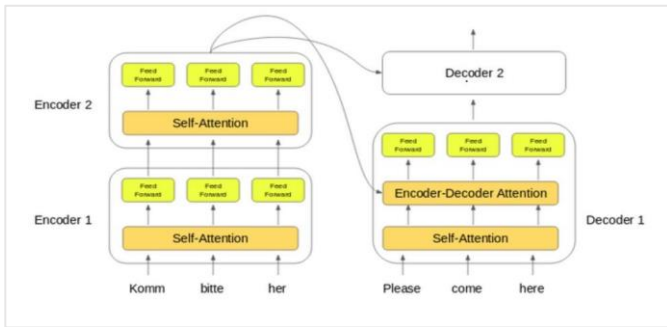 Feed Forward Feed Forward Feed Forward
Encoder 2
Self-Attention
Feed Forward Feed Forward Feed Forward
Encoder 1
Self-Attention
Komm bitte her
Decoder 2
Feed Forward Feed Forward Feed Forward
Encoder-Decoder Attention
Decoder 1
Self-Attention
Please come here